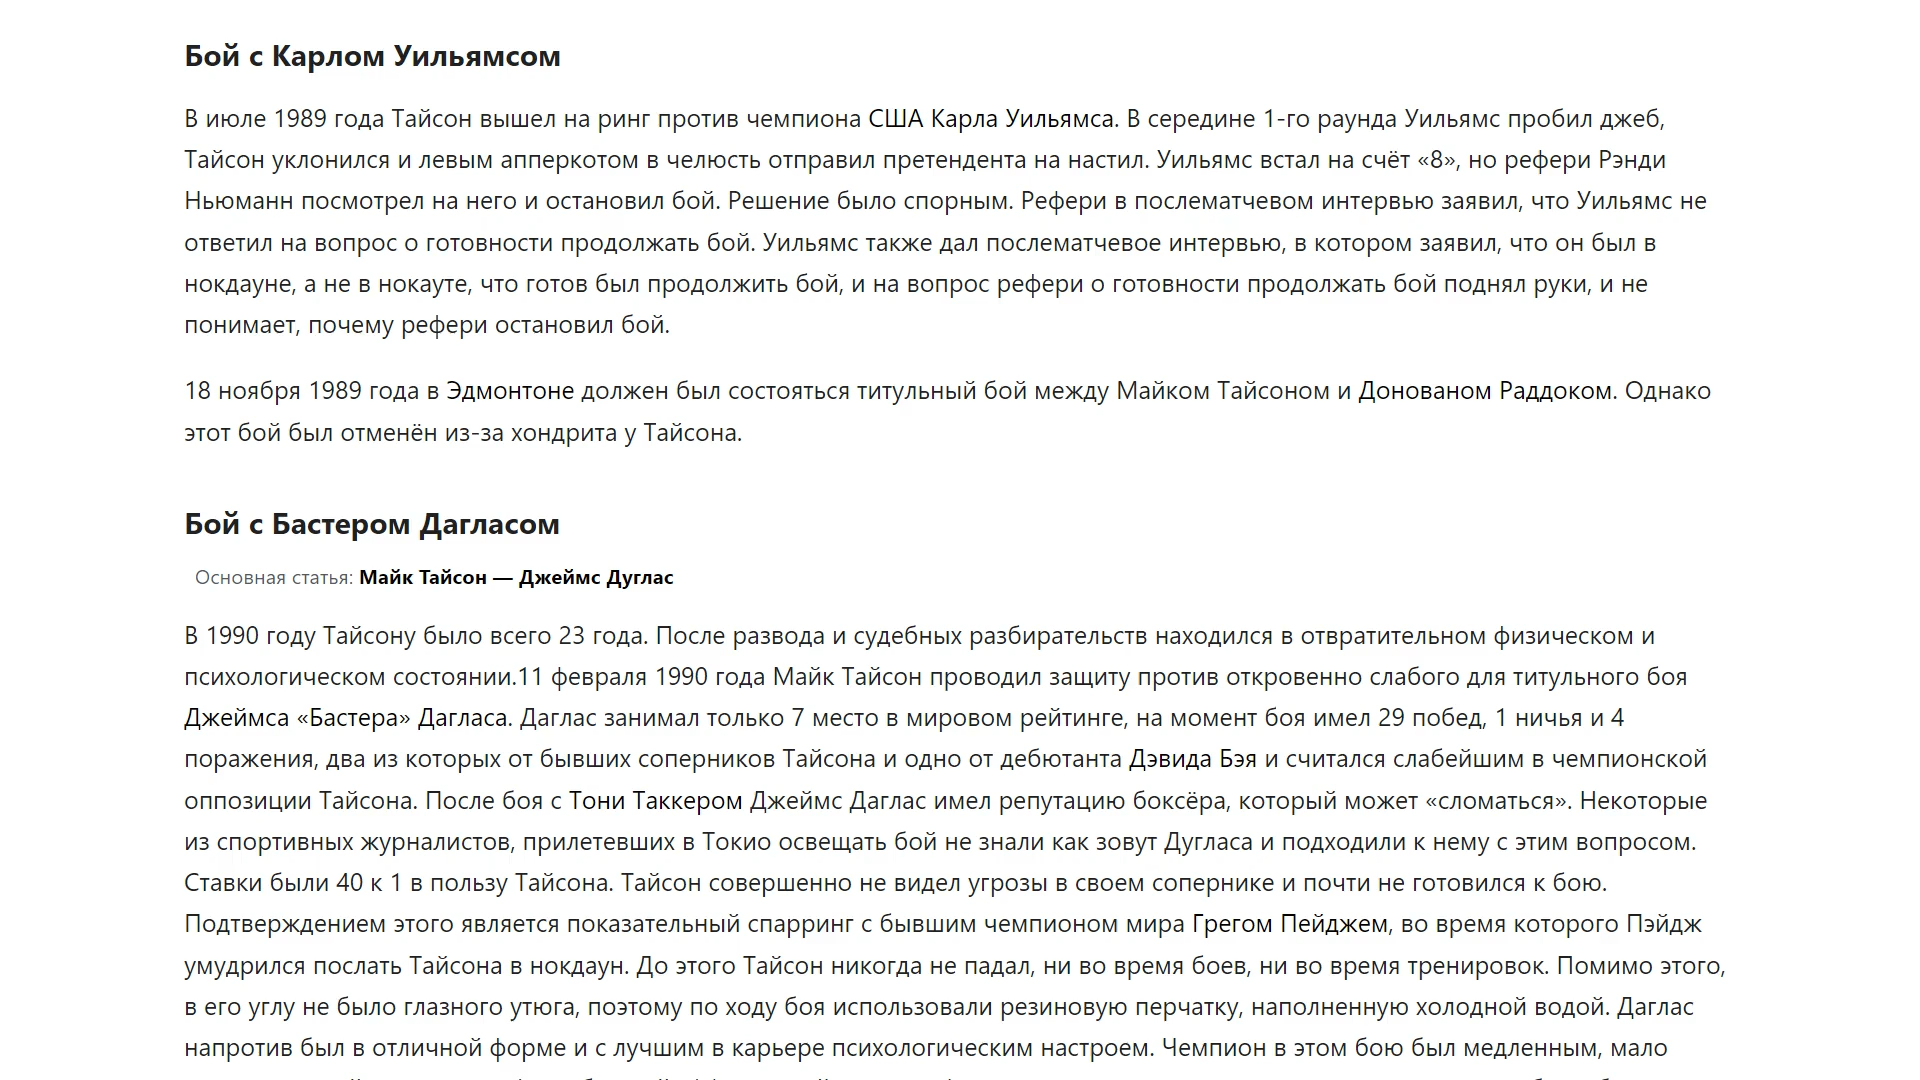 Бой с Карлом Уильямсом
В июле 1989 года Тайсон вышел на ринг против чемпиона США Карла Уильямса. В середине 1-го раунда Уильямс пробил джеб,
Тайсон уклонился и левым апперкотом в челюсть отправил претендента на настил. Уильямс встал на счёт «8», но рефери Рэнди
Ньюманн посмотрел на него и остановил бой. Решение было спорным. Рефери в послематчевом интервью заявил, что Уильямс не
ответил на вопрос о готовности продолжать бой. Уильямс также дал послематчевое интервью, в котором заявил, что он был в
нокдауне, а не в нокауте, что готов был продолжить бой, и на вопрос рефери о готовности продолжать бой поднял руки, и не
понимает, почему рефери остановил бой.
18 ноября 1989 года в Эдмонтоне должен был состояться титульный бой между Майком Тайсоном и Донованом Раддоком. Однако
этот бой был отменён из-за хондрита у Тайсона.
Бой с Бастером Дагласом
Основная статья: Майк Тайсон — Джеймс Дуглас
В 1990 году Тайсону было всего 23 года. После развода и судебных разбирательств находился в отвратительном физическом и
психологическом состоянии.11 февраля 1990 года Майк Тайсон проводил защиту против откровенно слабого для титульного боя
Джеймса «Бастера» Дагласа. Даглас занимал только 7 место в мировом рейтинге, на момент боя имел 29 побед, 1 ничья и 4
поражения, два из которых от бывших соперников Тайсона и одно от дебютанта Дэвида Бэя и считался слабейшим в чемпионской
оппозиции Тайсона. После боя с Тони Таккером Джеймс Даглас имел репутацию боксёра, который может «сломаться». Некоторые
из спортивных журналистов, прилетевших в Токио освещать бой не знали как зовут Дугласа и подходили к нему с этим вопросом.
Ставки были 40 к 1 в пользу Тайсона. Тайсон совершенно не видел угрозы в своем сопернике и почти не готовился к бою.
Подтверждением этого является показательный спарринг с бывшим чемпионом мира Грегом Пейджем, во время которого Пэйдж
умудрился послать Тайсона в нокдаун. До этого Тайсон никогда не падал, ни во время боев, ни во время тренировок. Помимо этого,
в его углу не было глазного утюга, поэтому по ходу боя использовали резиновую перчатку, наполненную холодной водой. Даглас
напротив был в отличной форме и с лучшим в карьере психологическим настроем. Чемпион в этом бою был медленным, мало